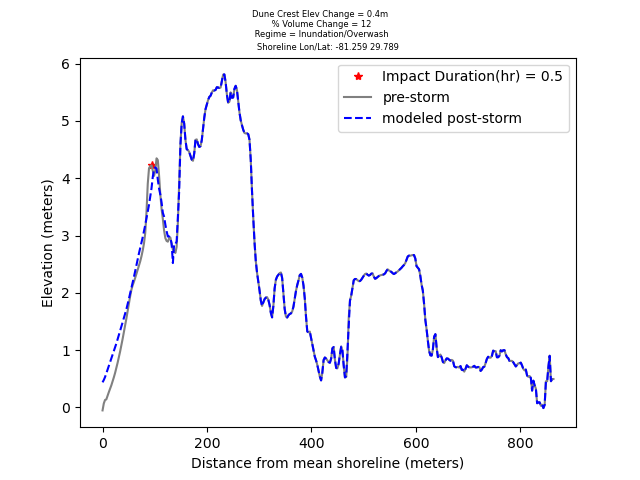 Dune Crest Elev Change = 0.4m
% Volume Change = 12
Regime = Inundation/Overwash
Shoreline Lon/Lat: -81.259 29.789
Impact Duration(hr) = 0.5
pre-storm
modeled post-storm
Elevation (meters)
6
5
4
3
2
1
0
0 200 400 600 800
Distance from mean shoreline (meters)